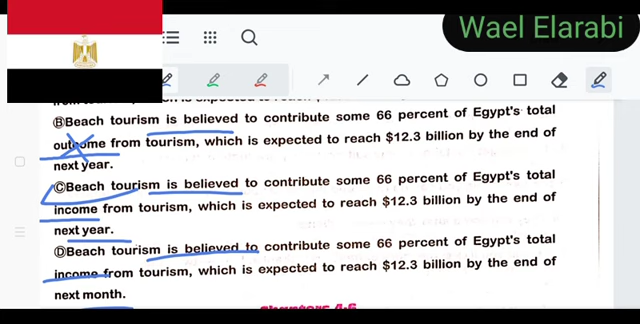 Wael Elarabi
ⒷBeach tourism is believed to contribute some 66 percent of Egypt's total
outcome from tourism, which is expected to reach $12.3 billion by the end of
next year.
ⒸBeach tourism is believed to contribute some 66 percent of Egypt's total
income from tourism, which is expected to reach $12.3 billion by the end of
next year.
ⒹBeach tourism is believed to contribute some 66 percent of Egypt's total
income from tourism, which is expected to reach $12.3 billion by the end of
next month.